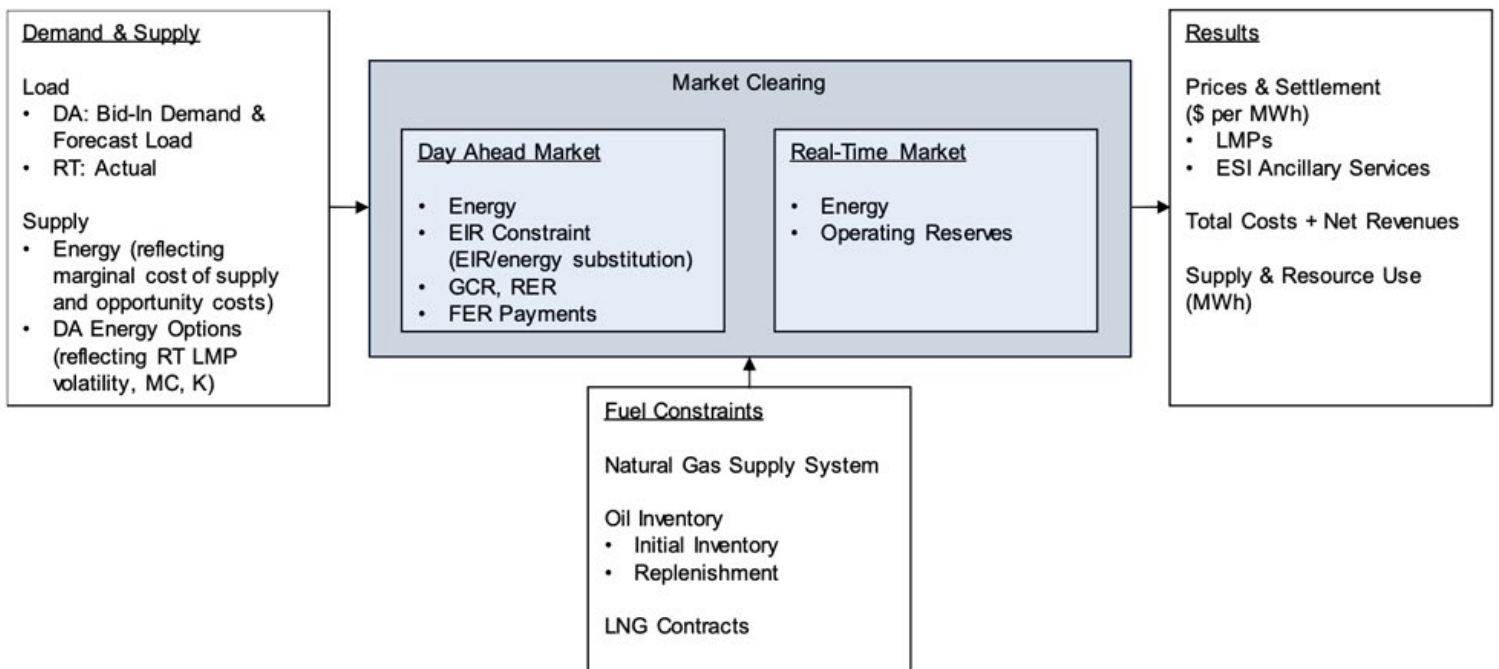 Demand & Supply
Load
• DA: Bid-In Demand &
Forecast Load
• RT: Actual
Supply
• Energy (reflecting
marginal cost of supply
and opportunity costs)
• DA Energy Options
(reflecting RT LMP
volatility, MC, K)
Market Clearing
Day Ahead Market
• Energy
• EIR Constraint
(EIR/energy substitution)
• GCR, RER
• FER Payments
Real-Time Market
• Energy
• Operating Reserves
Fuel Constraints
Natural Gas Supply System
Oil Inventory
• Initial Inventory
• Replenishment
LNG Contracts
Results
Prices & Settlement
($ per MWh)
• LMPs
• ESI Ancillary Services
Total Costs + Net Revenues
Supply & Resource Use
(MWh)